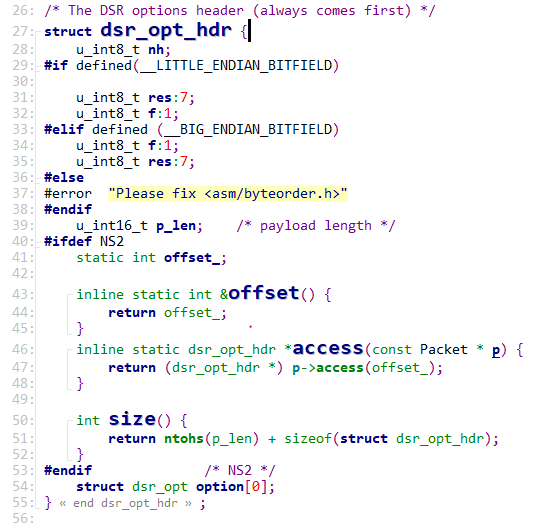 26: /* The DSR options header (always comes first) */
27: struct dsr_opt_hdr {
28:     u_int8_t nh;
29: #if defined(__LITTLE_ENDIAN_BITFIELD)
30:
31:     u_int8_t res:7;
32:     u_int8_t f:1;
33: #elif defined (__BIG_ENDIAN_BITFIELD)
34:     u_int8_t f:1;
35:     u_int8_t res:7;
36: #else
37: #error  "Please fix <asm/byteorder.h>"
38: #endif
39:     u_int16_t p_len;    /* payload length */
40: #ifdef NS2
41:     static int offset_;
42:
43:     inline static int &offset() {
44:         return offset_;
45:     }
46:     inline static dsr_opt_hdr *access(const Packet * p) {
47:         return (dsr_opt_hdr *) p->access(offset_);
48:     }
49:
50:     int size() {
51:         return ntohs(p_len) + sizeof(struct dsr_opt_hdr);
52:     }
53: #endif              /* NS2 */
54:     struct dsr_opt option[0];
55: } « end dsr_opt_hdr » ;
56: